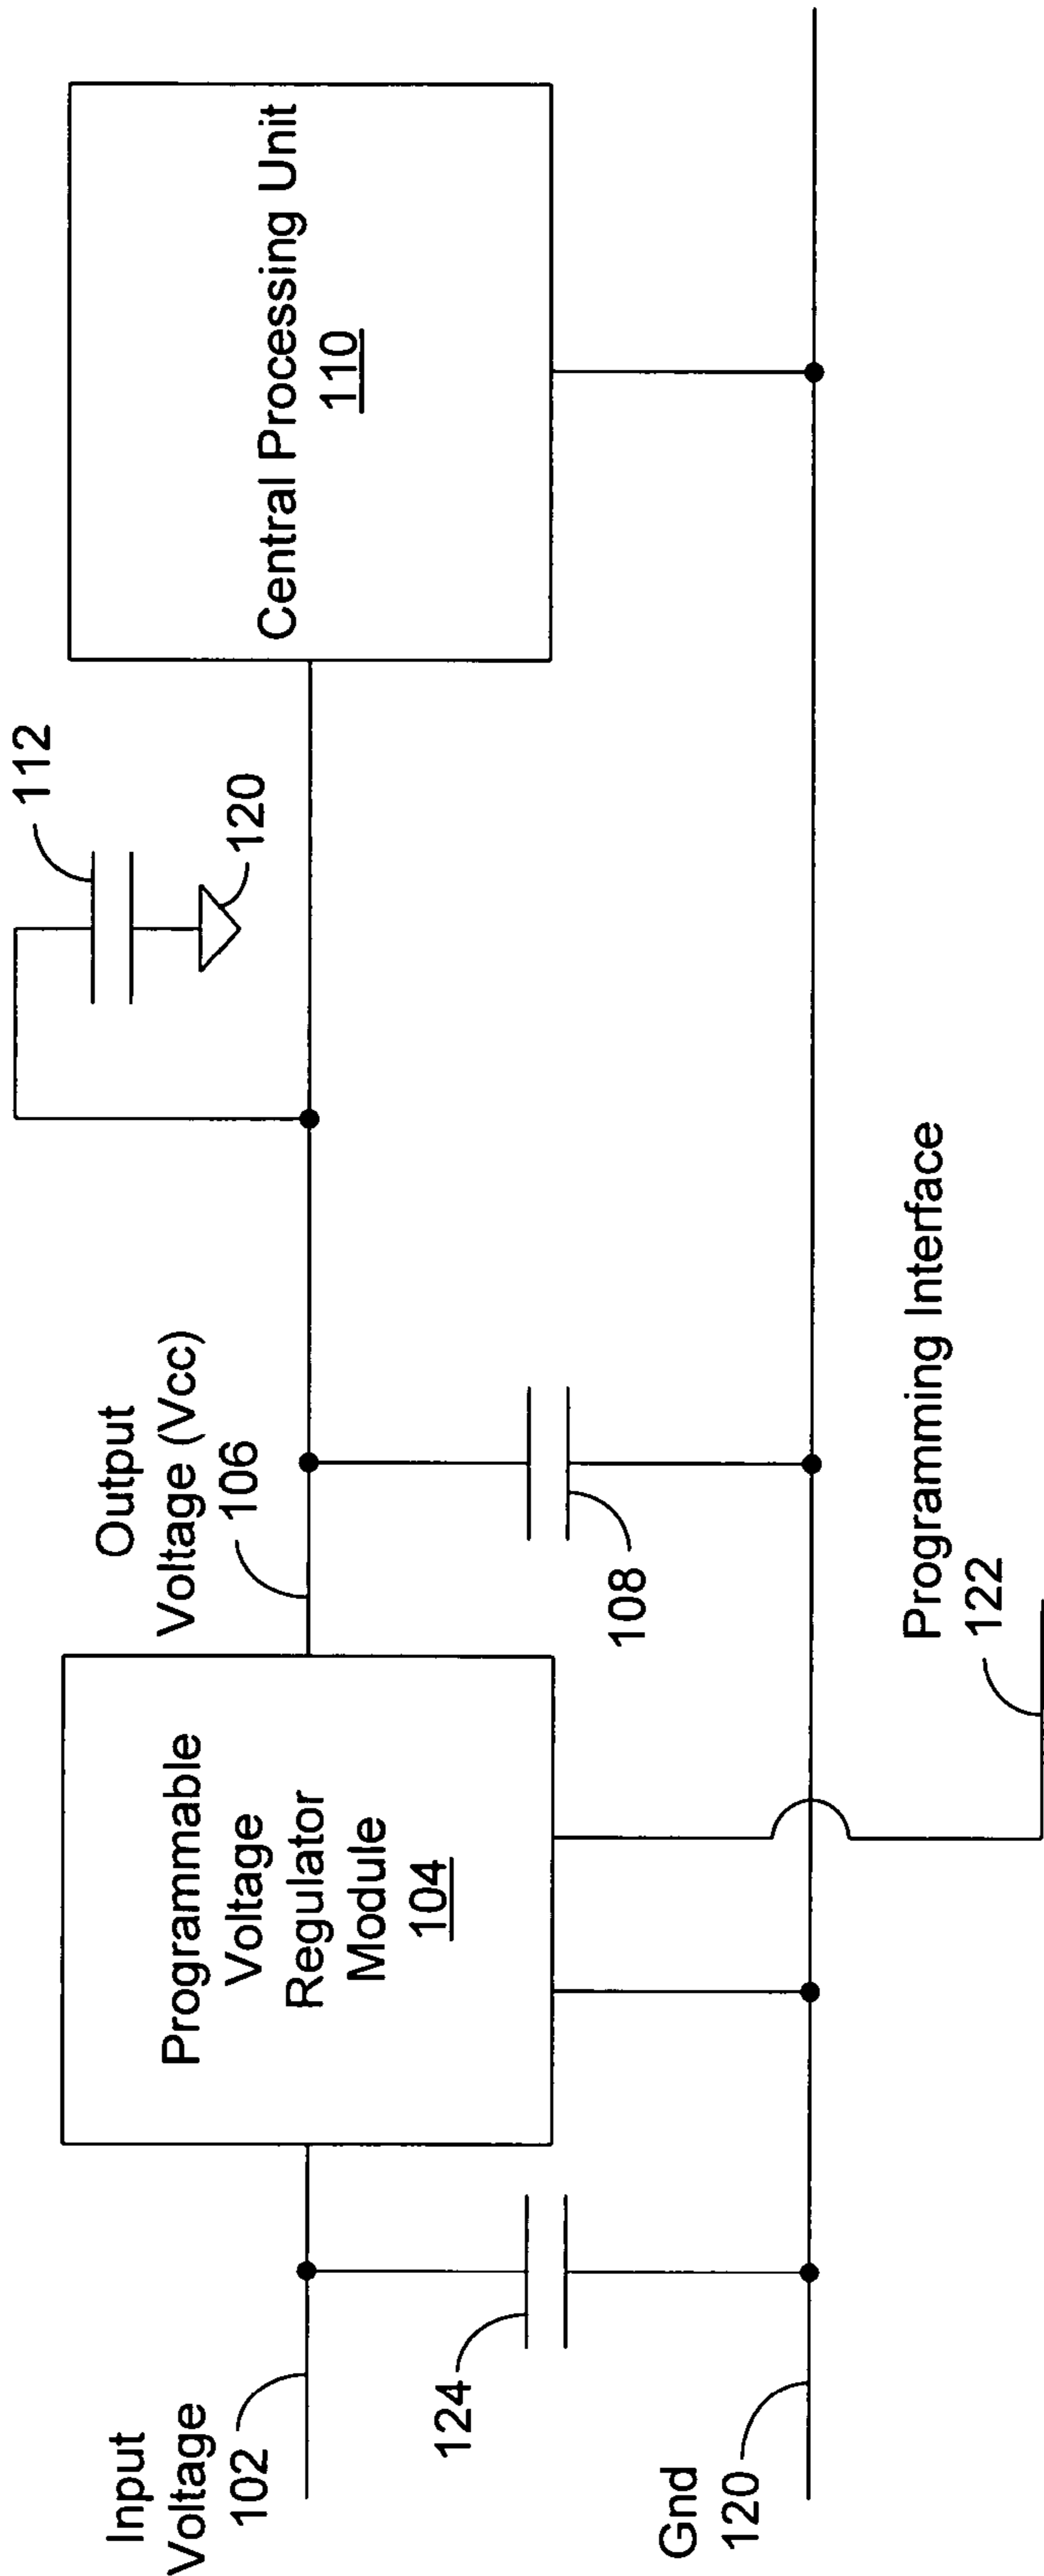 Input
Voltage
102
124
Gnd
120
Programmable
Voltage
Regulator
Module
104
Output
Voltage (Vcc)
106
108
Programming Interface
122
112
120
Central Processing Unit
110